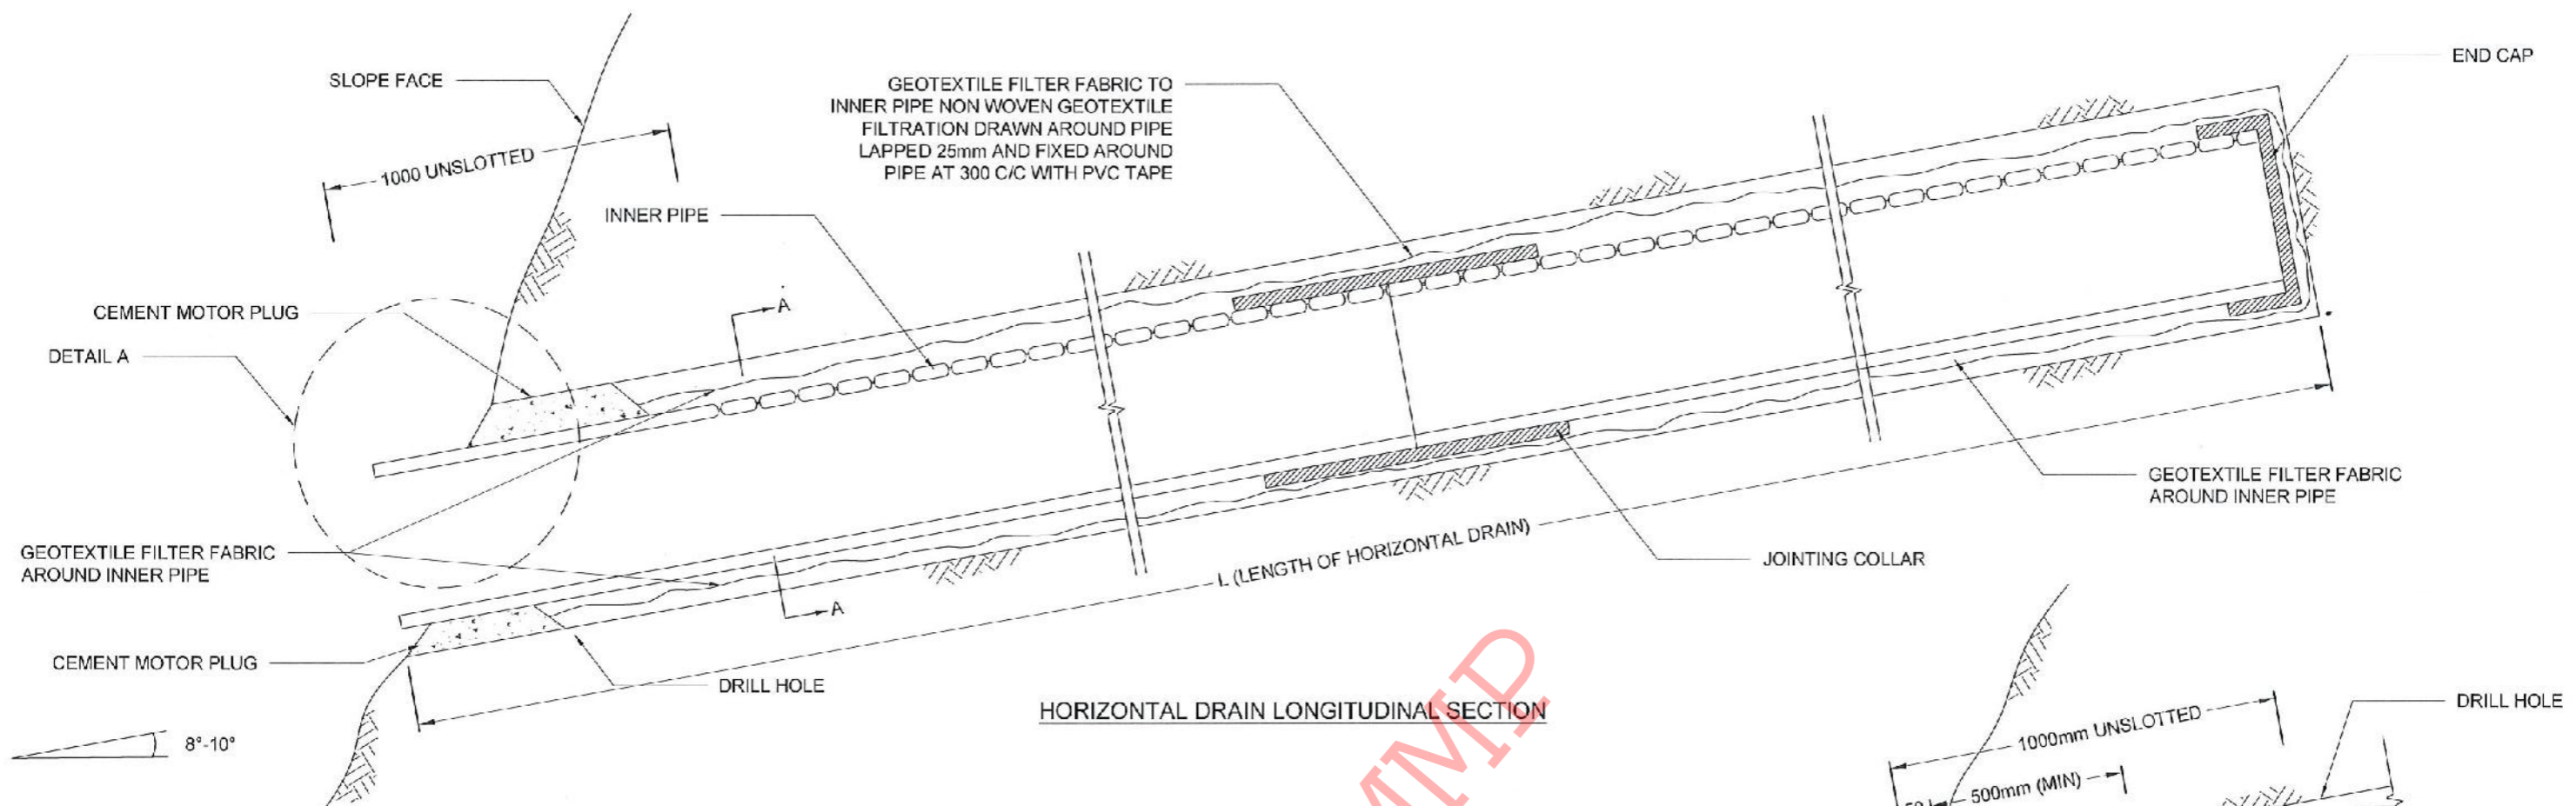 END CAP
SLOPE FACE
GEOTEXTILE FILTER FABRIC TO
INNER PIPE NON WOVEN GEOTEXTILE
FILTRATION DRAWN AROUND PIPE
LAPPED 25mm AND FIXED AROUND
PIPE AT 300 C/C WITH PVC TAPE
1000 UNSLOTTED
INNER PIPE
A
CEMENT MOTOR PLUG
DETAIL A
GEOTEXTILE FILTER FABRIC
AROUND INNER PIPE
GEOTEXTILE FILTER FABRIC
AROUND INNER PIPE
JOINTING COLLAR
L (LENGTH OF HORIZONTAL DRAIN)
A
CEMENT MOTOR PLUG
DRILL HOLE
HORIZONTAL DRAIN LONGITUDINAL SECTION
8°-10°
DRILL HOLE
1000mm UNSLOTTED
500mm (MIN)